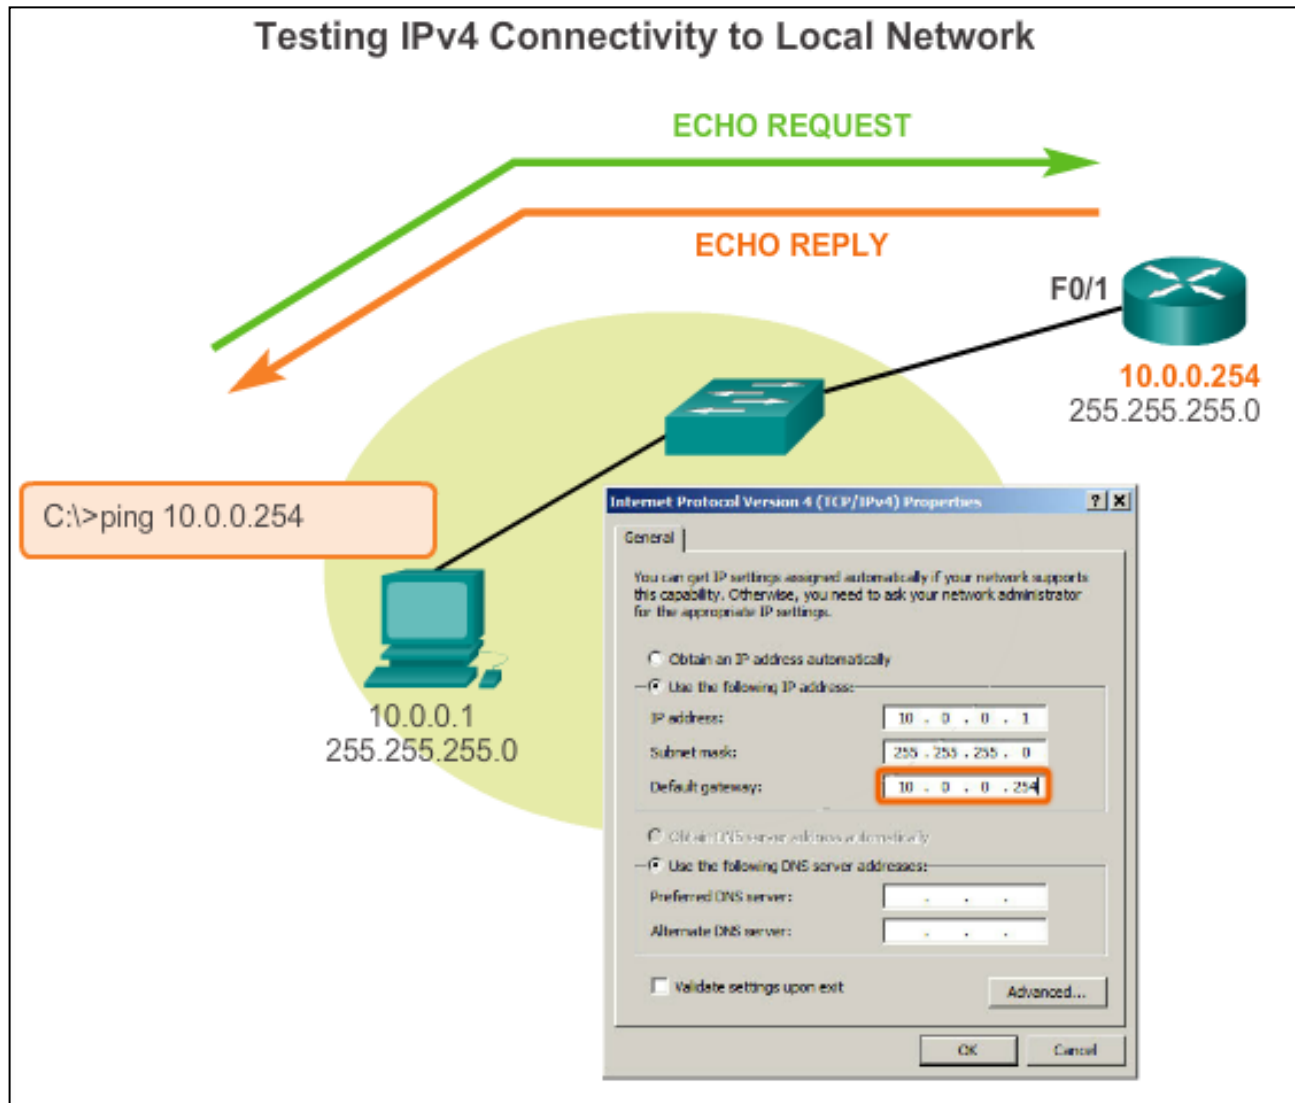 Testing IPv4 Connectivity to Local Network
ECHO REQUEST
ECHO REPLY
F0/1
10.0.0.254
255.255.255.0
C:\>ping 10.0.0.254
10.0.0.1
255.255.255.0
Internet Protocol Version 4 (TCP/IPv4) Properties
General
You can get IP settings assigned automatically if your network supports
this capability. Otherwise, you need to ask your network administrator
for the appropriate IP settings.
Obtain an IP address automatically
Use the following IP address:
IP address: 10 . 0 . 0 . 1
Subnet mask: 255 . 255 . 255 . 0
Default gateway: 10 . 0 . 0 . 254
Obtain DNS server address automatically
Use the following DNS server addresses:
Preferred DNS server: . . .
Alternate DNS server: . . .
Validate settings upon exit
Advanced...
OK
Cancel